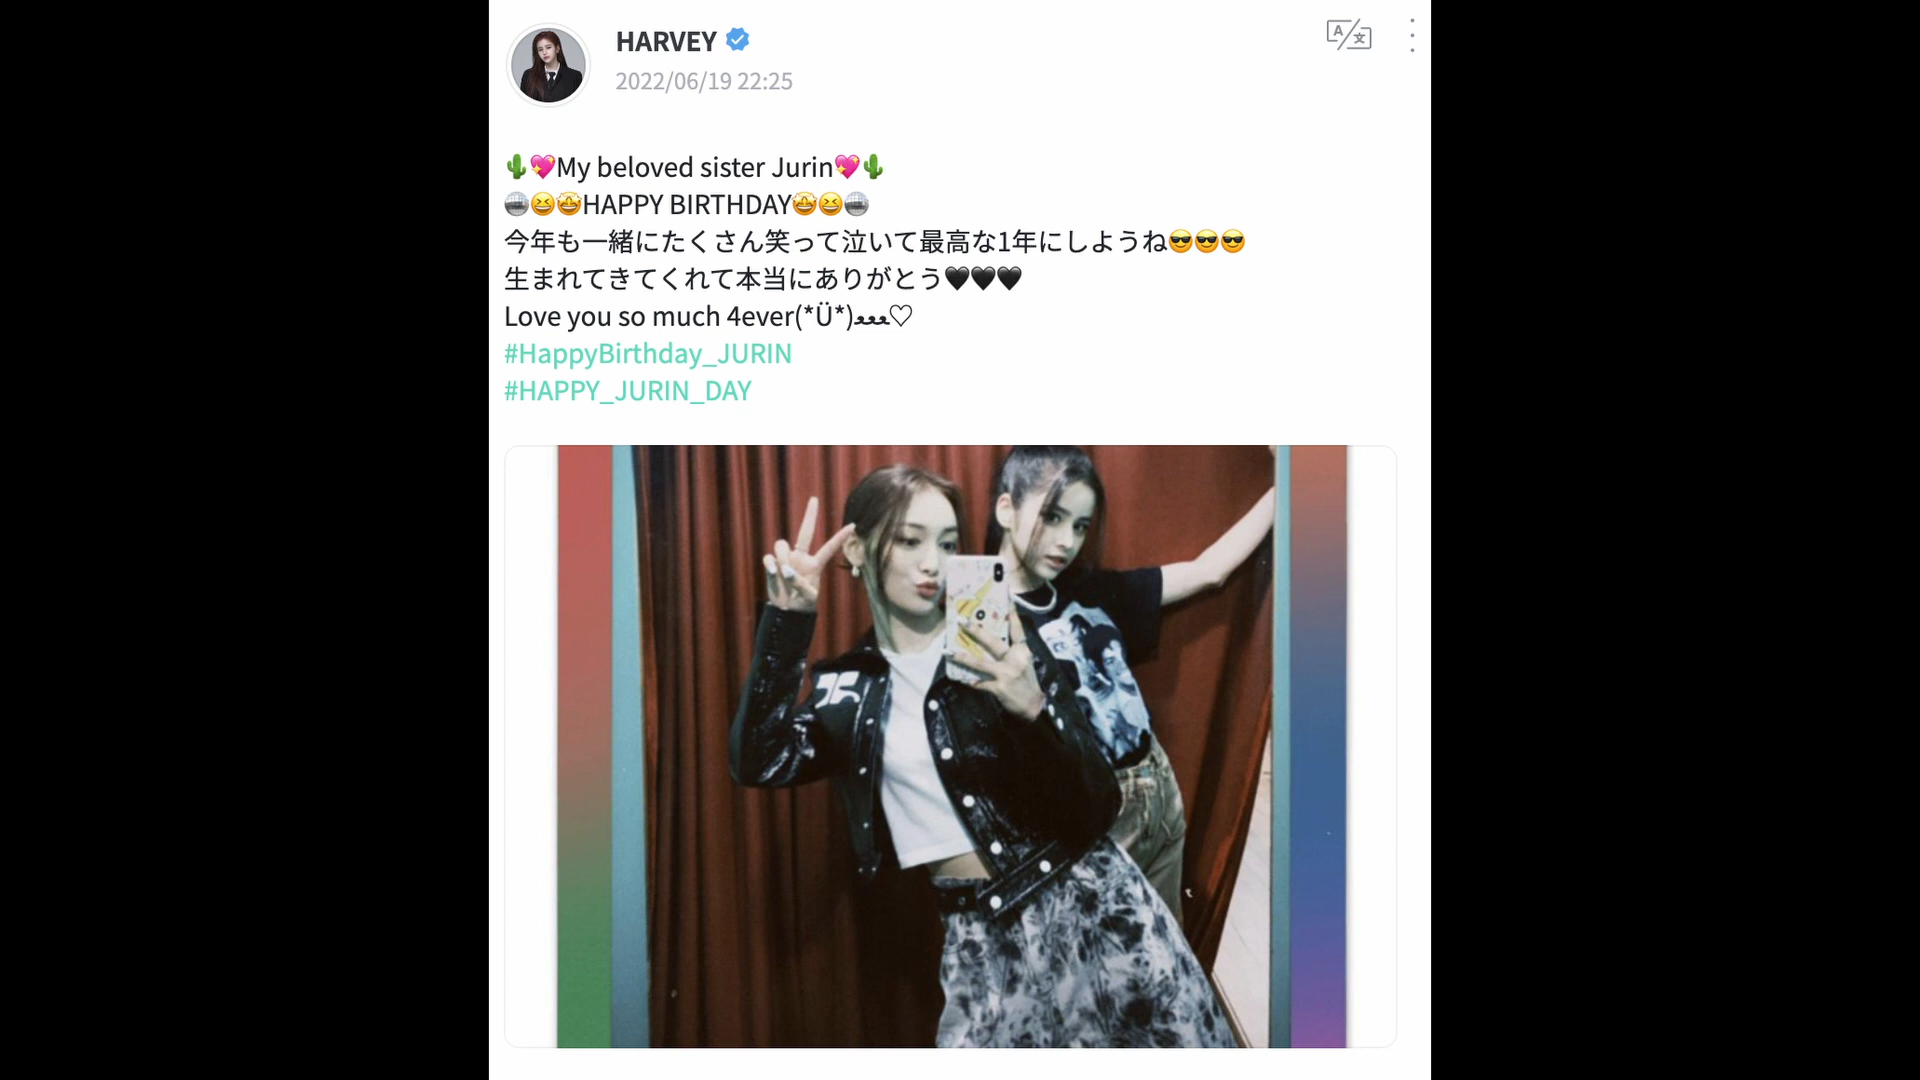 HARVEY
2022/06/19 22:25
🌵💖My beloved sister Jurin💖🌵
🪩😆🤩HAPPY BIRTHDAY🤩😆🪩
今年も一緒にたくさん笑って泣いて最高な1年にしようね😎😎😎
生まれてきてくれて本当にありがとう🖤🖤🖤
Love you so much 4ever(*Ü*)ﻌﻌﻌ♡
#HappyBirthday_JURIN
#HAPPY_JURIN_DAY